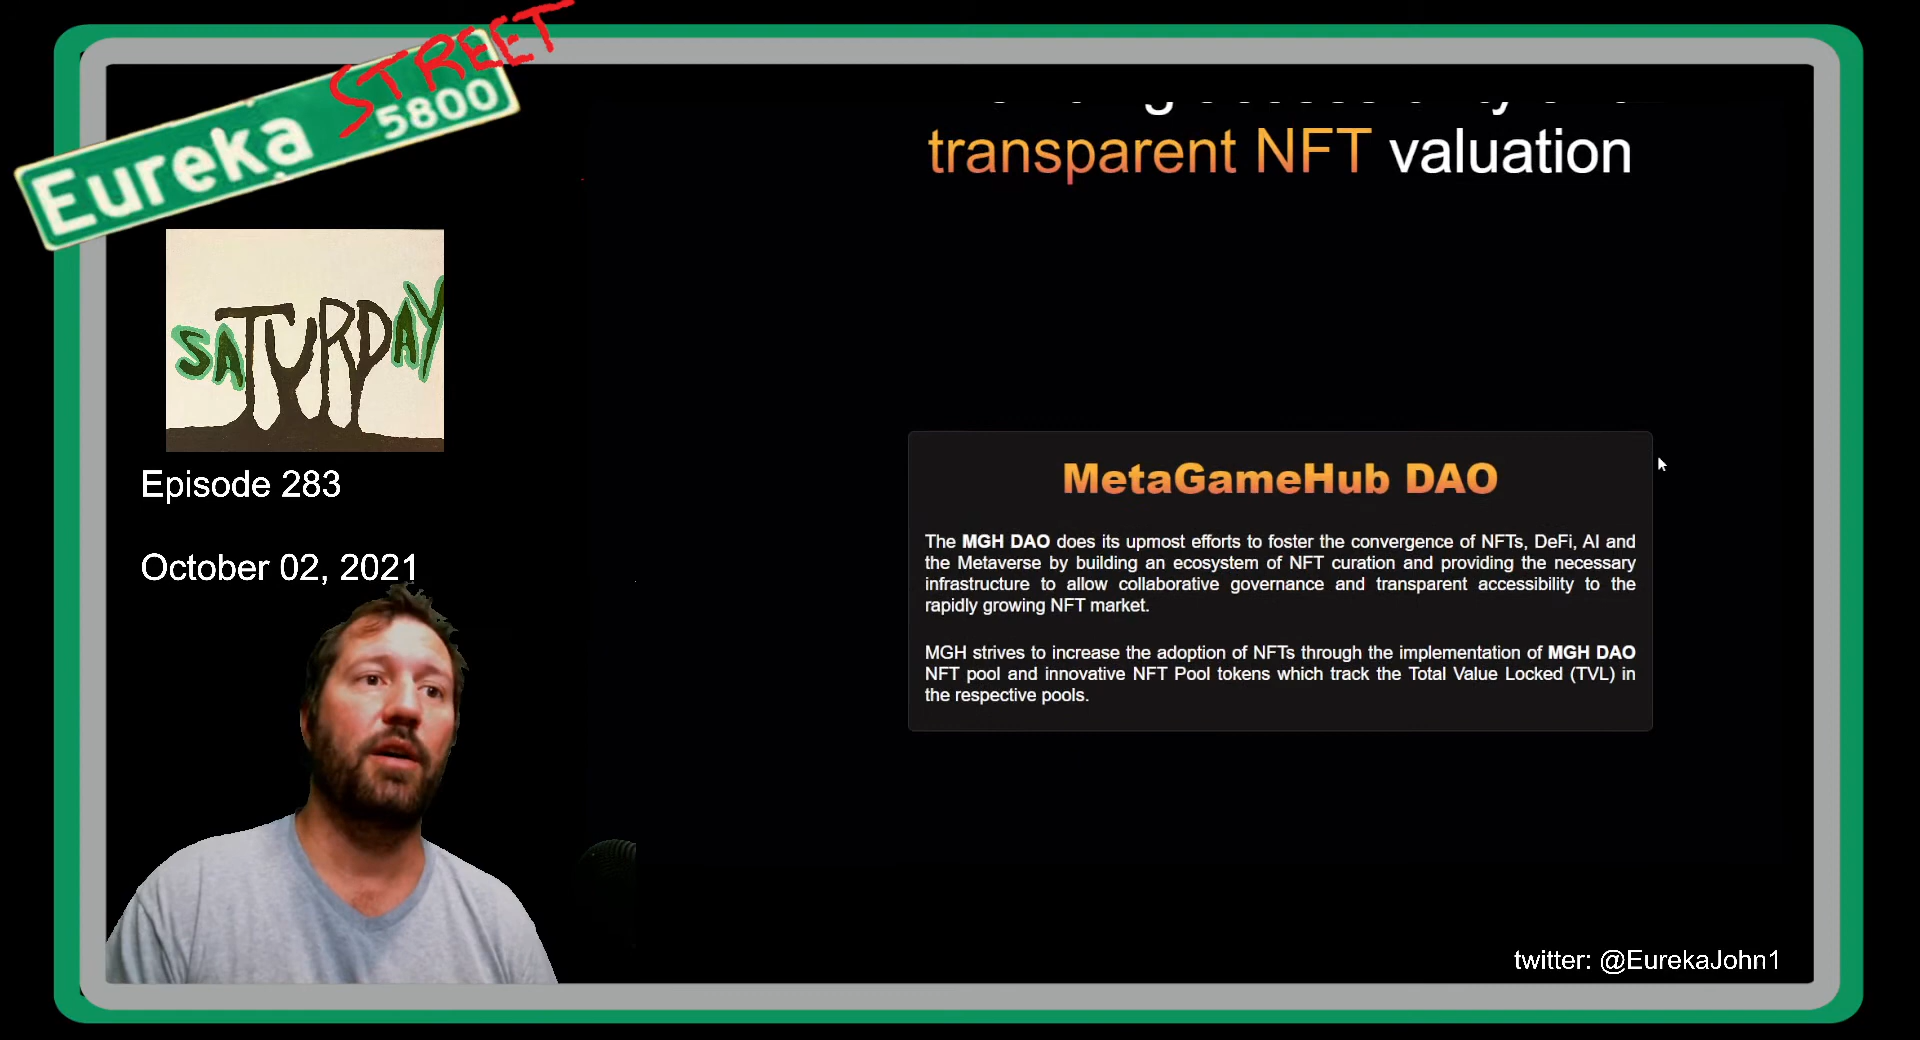 Eureka
STREET
5800
transparent NFT valuation
SATURDAY
Episode 283
October 02, 2021
MetaGameHub DAO
The MGH DAO does its upmost efforts to foster the convergence of NFTs, DeFi, AI and
the Metaverse by building an ecosystem of NFT curation and providing the necessary
infrastructure to allow collaborative governance and transparent accessibility to the
rapidly growing NFT market.
MGH strives to increase the adoption of NFTs through the implementation of MGH DAO
NFT pool and innovative NFT Pool tokens which track the Total Value Locked (TVL) in
the respective pools.
twitter: @EurekaJohn1